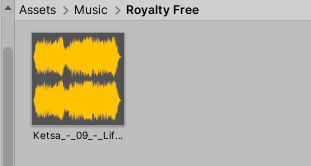 Assets > Music > Royalty Free
Ketsa_-_09_-_Lif...